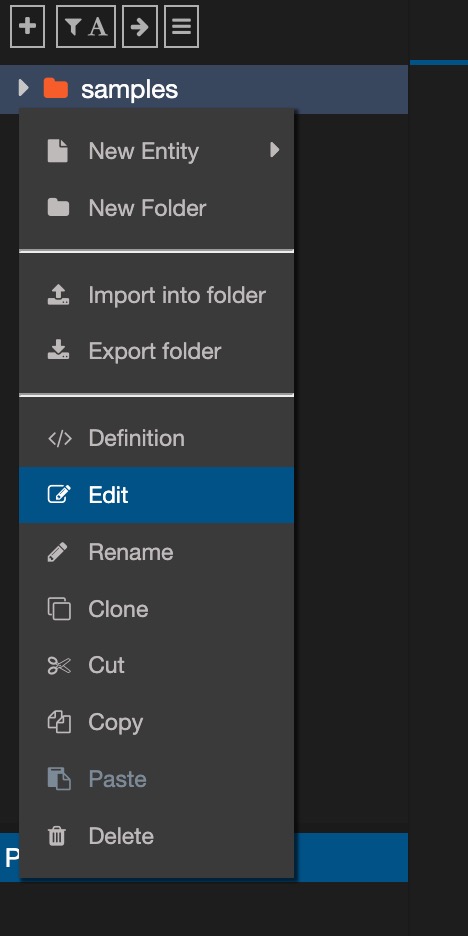 A
samples
New Entity
New Folder
Import into folder
Export folder
Definition
Edit
Rename
Clone
Cut
Copy
Paste
Delete
P